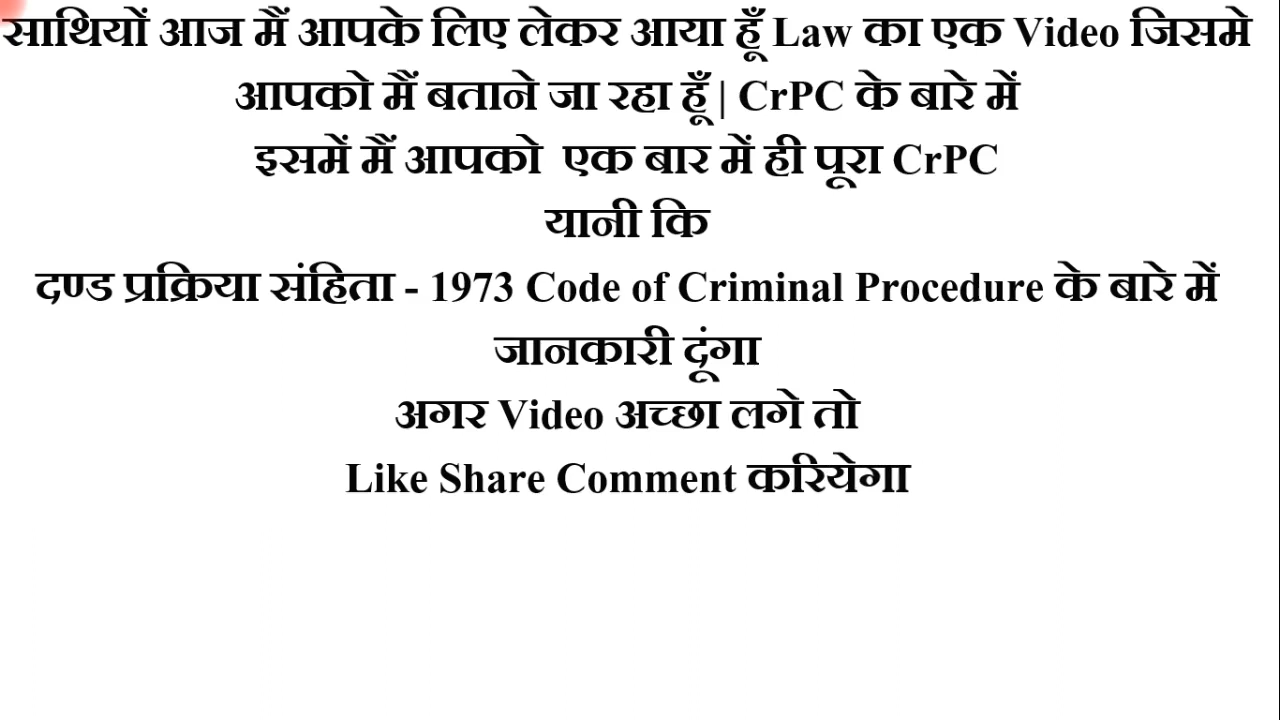 साथियों आज मैं आपके लिए लेकर आया हूँ Law का एक Video जिसमे
आपको मैं बताने जा रहा हूँ | CrPC के बारे में
इसमें मैं आपको एक बार में ही पूरा CrPC
यानी कि
दण्ड प्रक्रिया संहिता - 1973 Code of Criminal Procedure के बारे में
जानकारी दूंगा
अगर Video अच्छा लगे तो
Like Share Comment करियेगा